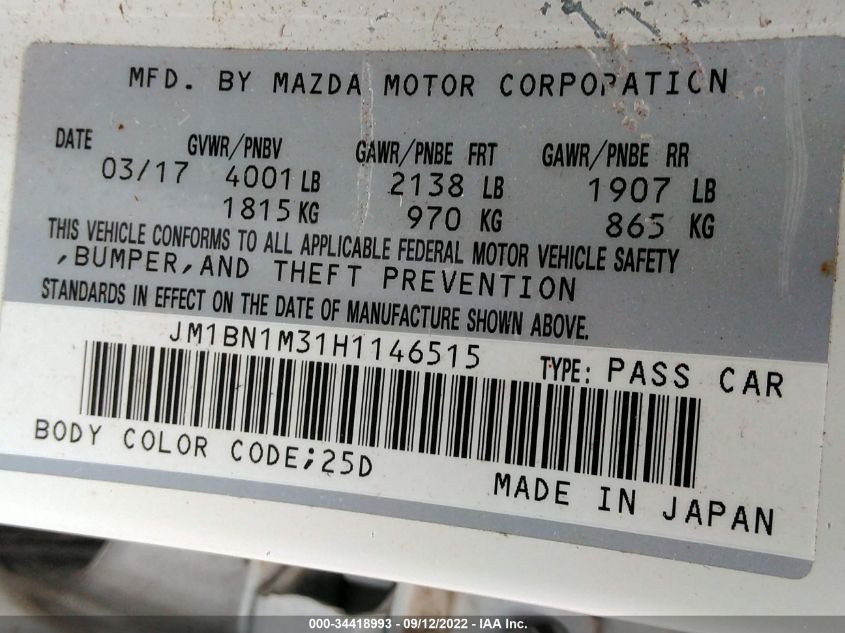 MFD. BY MAZDA MOTOR CORPORATION
DATE GVWR/PNBV GAWR/PNBE FRT GAWR/PNBE RR
03/17 4001 LB 2138 LB 1907 LB
1815 KG 970 KG 865 KG
THIS VEHICLE CONFORMS TO ALL APPLICABLE FEDERAL MOTOR VEHICLE SAFETY
,BUMPER,AND THEFT PREVENTION
STANDARDS IN EFFECT ON THE DATE OF MANUFACTURE SHOWN ABOVE.
JM1BN1M31H1146515 TYPE: PASS CAR
BODY COLOR CODE;25D
MADE IN JAPAN
000-34418993 - 09/12/2022 - IAA Inc.